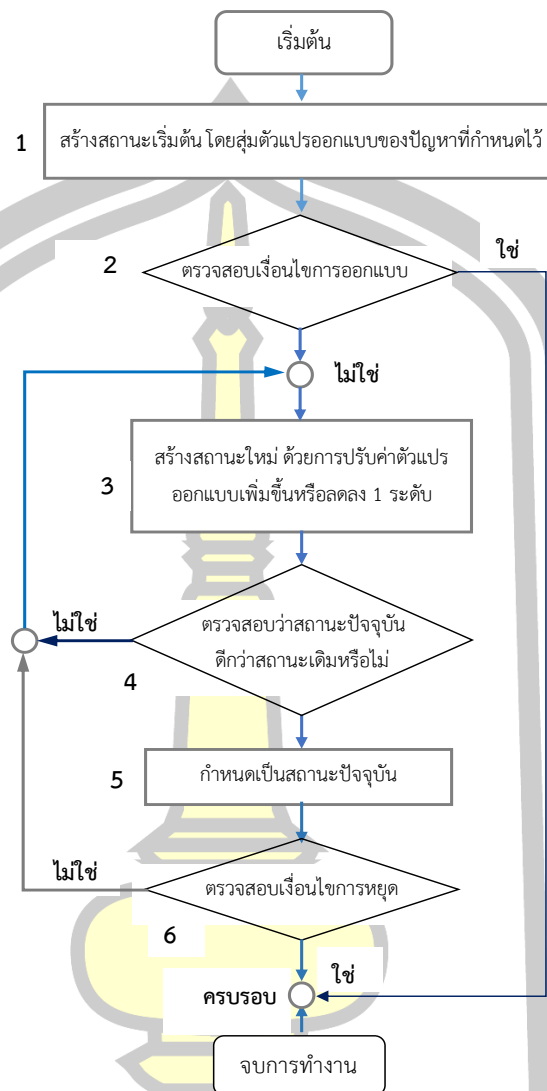 เริ่มต้น
1
สร้างสถานะเริ่มต้น โดยสุ่มตัวแปรออกแบบของปัญหาที่กำหนดไว้
2
ตรวจสอบเงื่อนไขการออกแบบ
ใช่
ไม่ใช่
3
สร้างสถานะใหม่ ด้วยการปรับค่าตัวแปร
ออกแบบเพิ่มขึ้นหรือลดลง 1 ระดับ
ไม่ใช่
ตรวจสอบว่าสถานะปัจจุบัน
ดีกว่าสถานะเดิมหรือไม่
4
5
กำหนดเป็นสถานะปัจจุบัน
ไม่ใช่
ตรวจสอบเงื่อนไขการหยุด
6
ใช่
ครบรอบ
จบการทำงาน